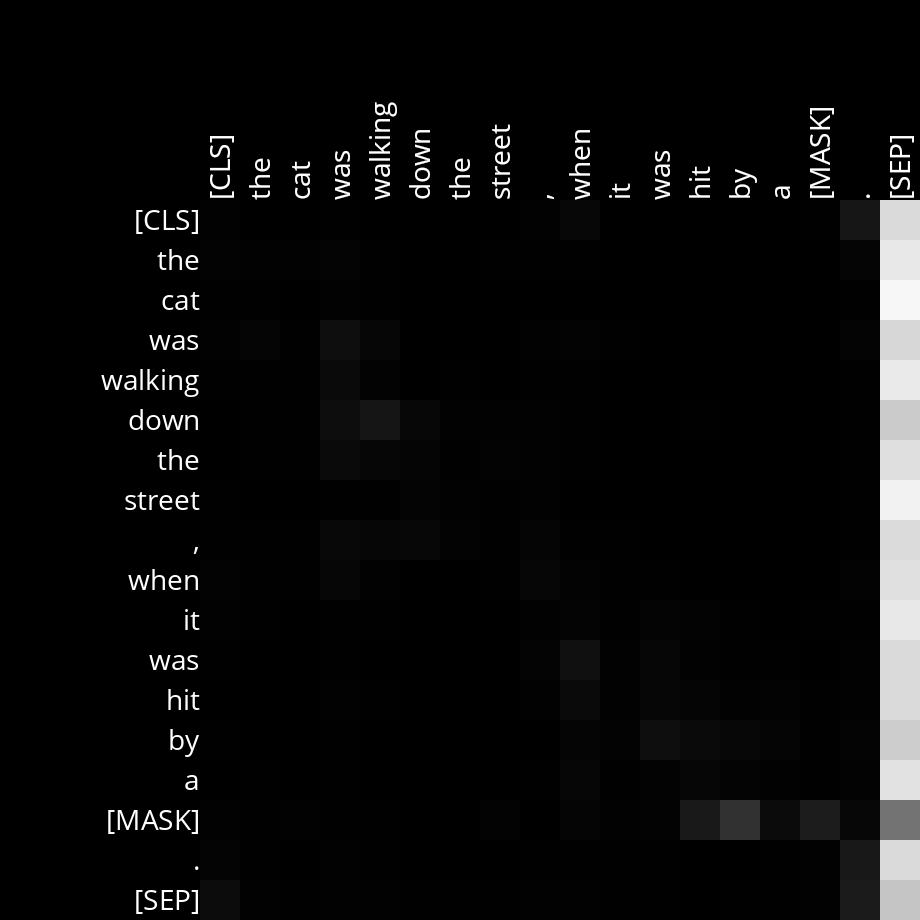 [CLS] the cat was walking down the street , when it was hit by a [MASK] . [SEP]
[CLS]
the
cat
was
walking
down
the
street
,
when
it
was
hit
by
a
[MASK]
.
[SEP]